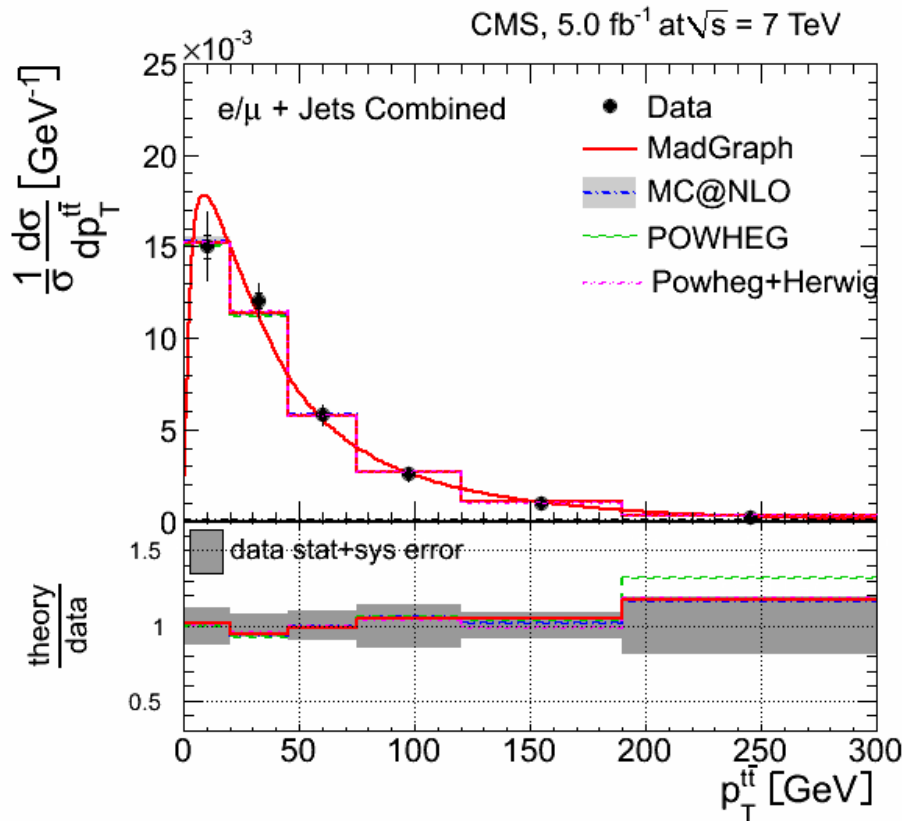 CMS, 5.0 fb⁻¹ at √s = 7 TeV
×10⁻³
1/σ dσ/dp_T^{tt̄} [GeV⁻¹]
25
20
15
10
5
0
e/μ + Jets Combined
Data
MadGraph
MC@NLO
POWHEG
Powheg+Herwig
data stat+sys error
theory/data
1.5
1
0.5
0 50 100 150 200 250 300
p_T^{tt̄} [GeV]